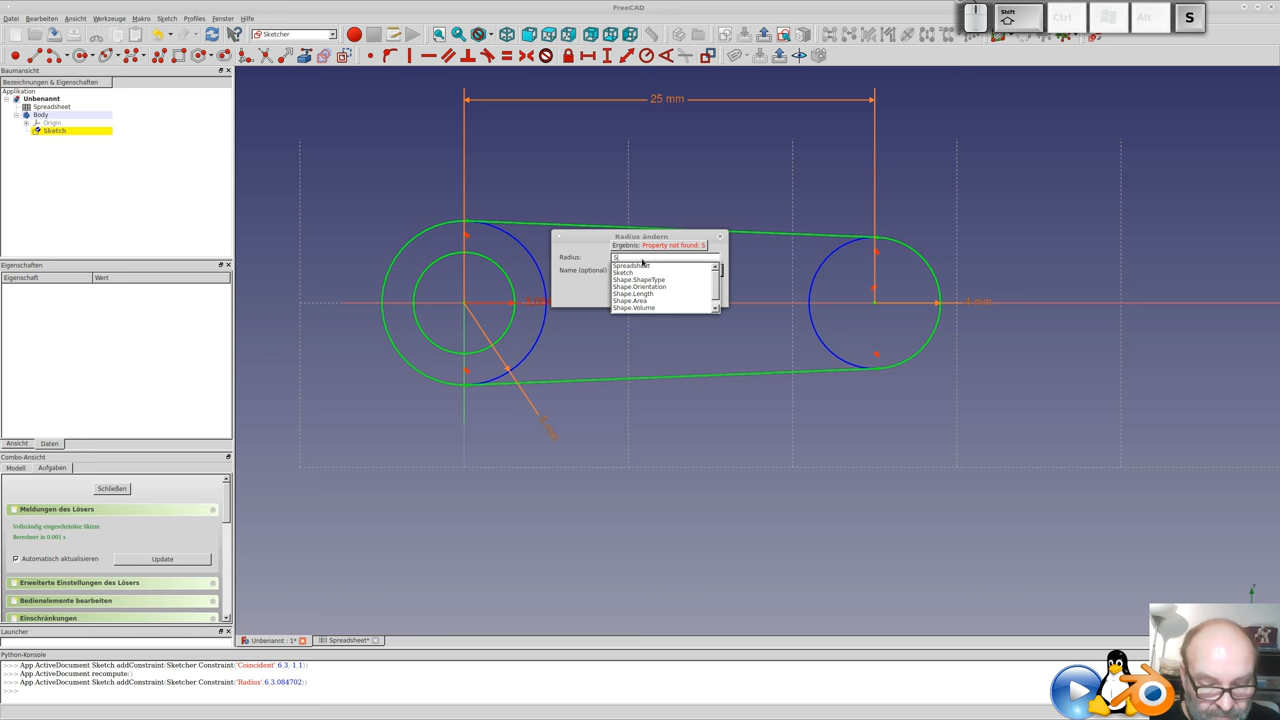 FreeCAD
Datei Bearbeiten Ansicht Werkzeuge Makro Sketch Profiles Fenster Hilfe
Shift Ctrl Alt S
Sketcher
Baumansicht
Bezeichnungen & Eigenschaften
Applikation
Unbenannt
Spreadsheet
Body
Origin
Sketch
25 mm
Radius ändern
Ergebnis: Property not found: S
Radius: S
Name (optional)
Spreadsheet
Sketch
Shape.ShapeType
Shape.Orientation
Shape.Length
Shape.Area
Shape.Volume
4 mm
Eigenschaften
Eigenschaft Wert
Ansicht Daten
Combo-Ansicht
Modell Aufgaben
Schließen
Meldungen des Lösers
Vollständig eingeschränkte Skizze
Berechnet in 0.001 s
Automatisch aktualisieren Update
Erweiterte Einstellungen des Lösers
Bedienelemente bearbeiten
Einschränkungen
Launcher
Unbenannt : 1* Spreadsheet*
Python-Konsole
>>> App.ActiveDocument.Sketch.addConstraint(Sketcher.Constraint('Coincident',6,3,-1,1))
>>> App.ActiveDocument.recompute()
>>> App.ActiveDocument.Sketch.addConstraint(Sketcher.Constraint('Radius',6,3.084702))
>>>
Y